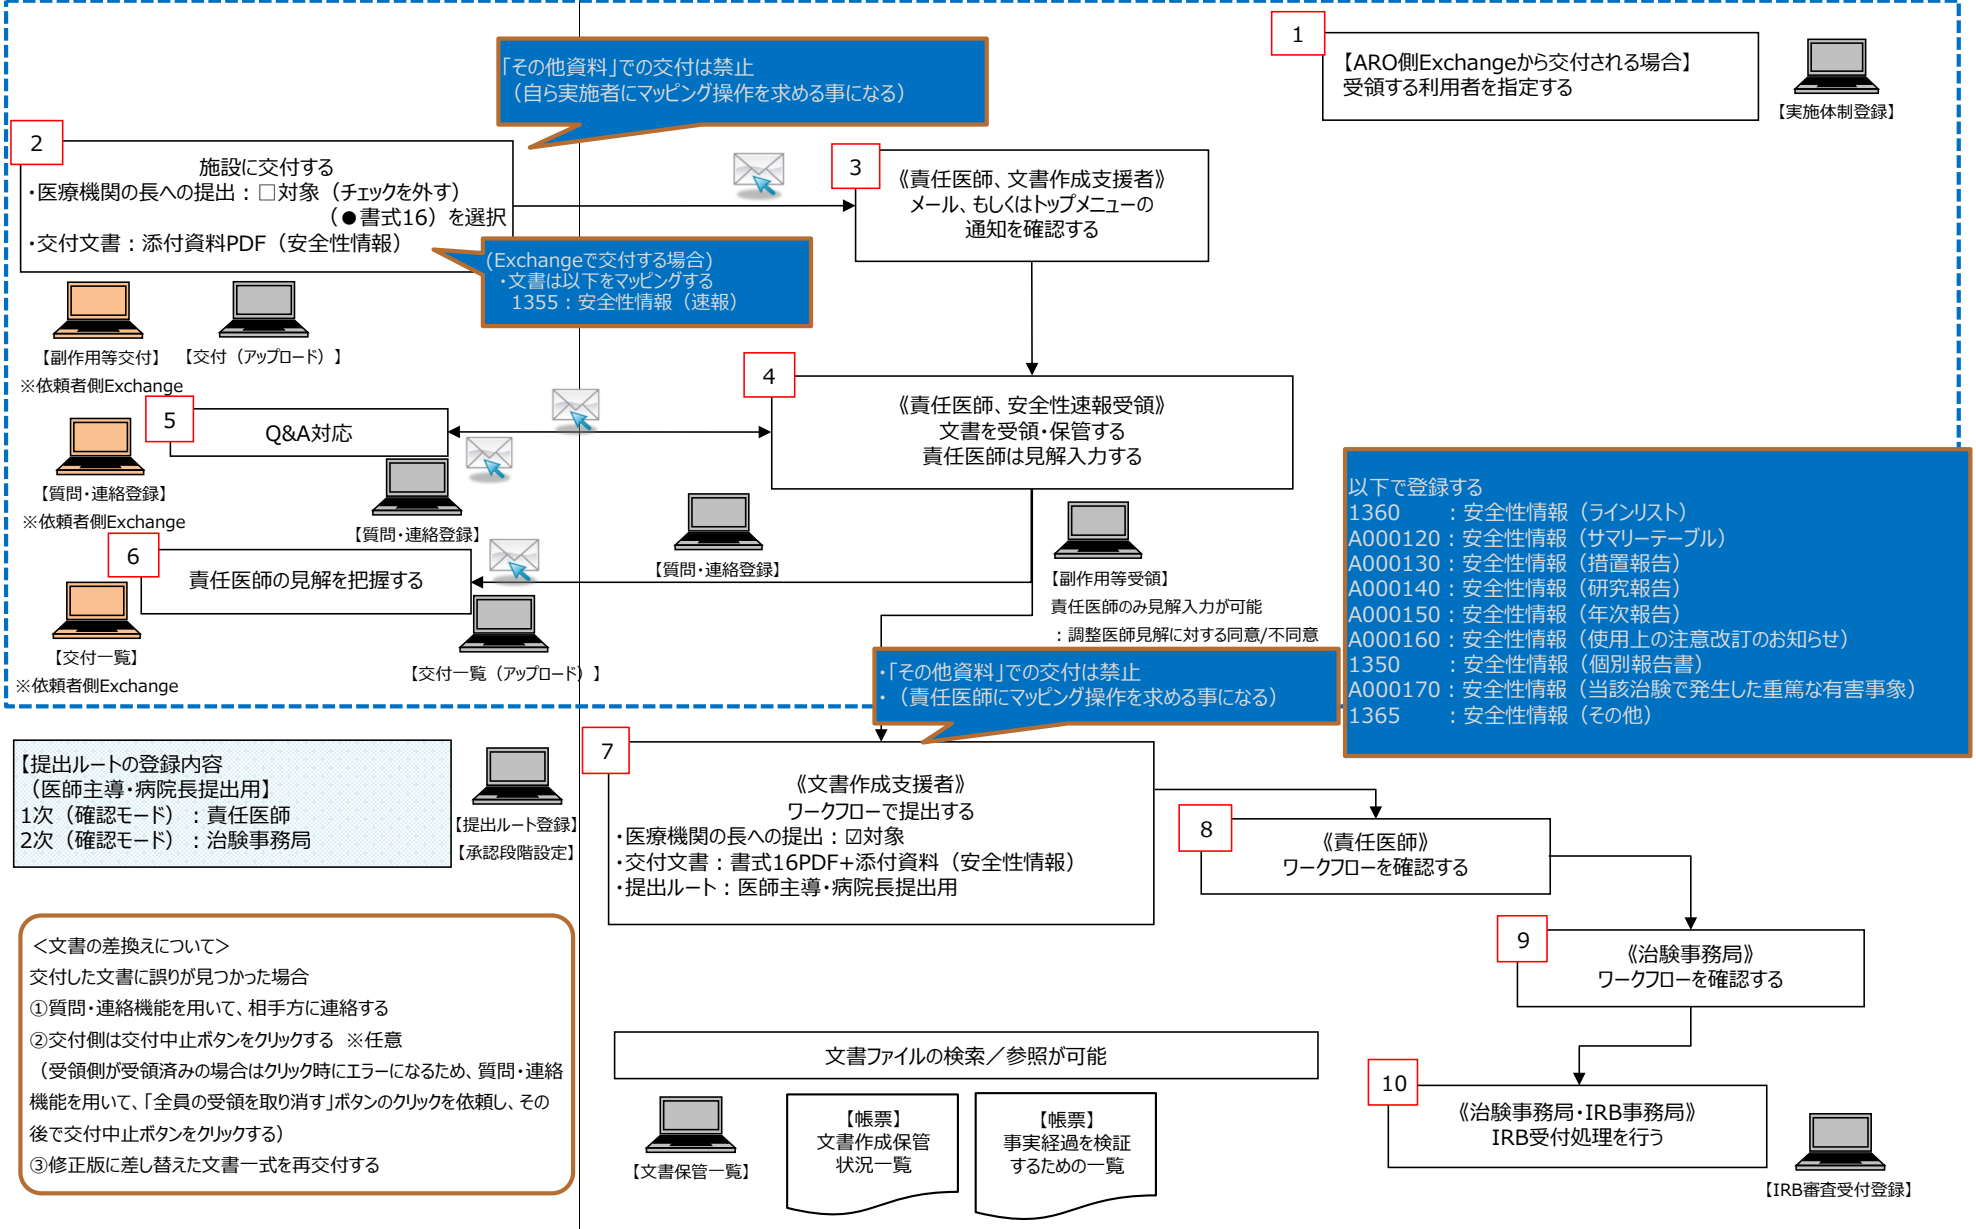 1
【ARO側Exchangeから交付される場合】
受領する利用者を指定する
【実施体制登録】
「その他資料」での交付は禁止
（自ら実施者にマッピング操作を求める事になる）
2
施設に交付する
・医療機関の長への提出：□対象（チェックを外す）
（●書式16）を選択
・交付文書：添付資料PDF（安全性情報）
(Exchangeで交付する場合)
・文書は以下をマッピングする
1355：安全性情報（速報）
【副作用等交付】
※依頼者側Exchange
【交付（アップロード）】
3
《責任医師、文書作成支援者》
メール、もしくはトップメニューの
通知を確認する
4
《責任医師、安全性速報受領》
文書を受領・保管する
責任医師は見解入力する
5
Q&A対応
【質問・連絡登録】
※依頼者側Exchange
【質問・連絡登録】
【質問・連絡登録】
【副作用等受領】
責任医師のみ見解入力が可能
：調整医師見解に対する同意/不同意
6
責任医師の見解を把握する
【交付一覧】
※依頼者側Exchange
【交付一覧（アップロード）】
以下で登録する
1360　　：安全性情報（ラインリスト）
A000120：安全性情報（サマリーテーブル）
A000130：安全性情報（措置報告）
A000140：安全性情報（研究報告）
A000150：安全性情報（年次報告）
A000160：安全性情報（使用上の注意改訂のお知らせ）
1350　　：安全性情報（個別報告書）
A000170：安全性情報（当該治験で発生した重篤な有害事象）
1365　　：安全性情報（その他）
・「その他資料」での交付は禁止
・（責任医師にマッピング操作を求める事になる）
【提出ルートの登録内容
（医師主導・病院長提出用】
1次（確認モード）：責任医師
2次（確認モード）：治験事務局
【提出ルート登録】
【承認段階設定】
7
《文書作成支援者》
ワークフローで提出する
・医療機関の長への提出：☑対象
・交付文書：書式16PDF+添付資料（安全性情報）
・提出ルート：医師主導・病院長提出用
8
《責任医師》
ワークフローを確認する
9
《治験事務局》
ワークフローを確認する
10
《治験事務局・IRB事務局》
IRB受付処理を行う
【IRB審査受付登録】
＜文書の差換えについて＞
交付した文書に誤りが見つかった場合
①質問・連絡機能を用いて、相手方に連絡する
②交付側は交付中止ボタンをクリックする　※任意
（受領側が受領済みの場合はクリック時にエラーになるため、質問・連絡
機能を用いて、「全員の受領を取り消す」ボタンのクリックを依頼し、その
後で交付中止ボタンをクリックする）
③修正版に差し替えた文書一式を再交付する
文書ファイルの検索／参照が可能
【文書保管一覧】
【帳票】
文書作成保管
状況一覧
【帳票】
事実経過を検証
するための一覧